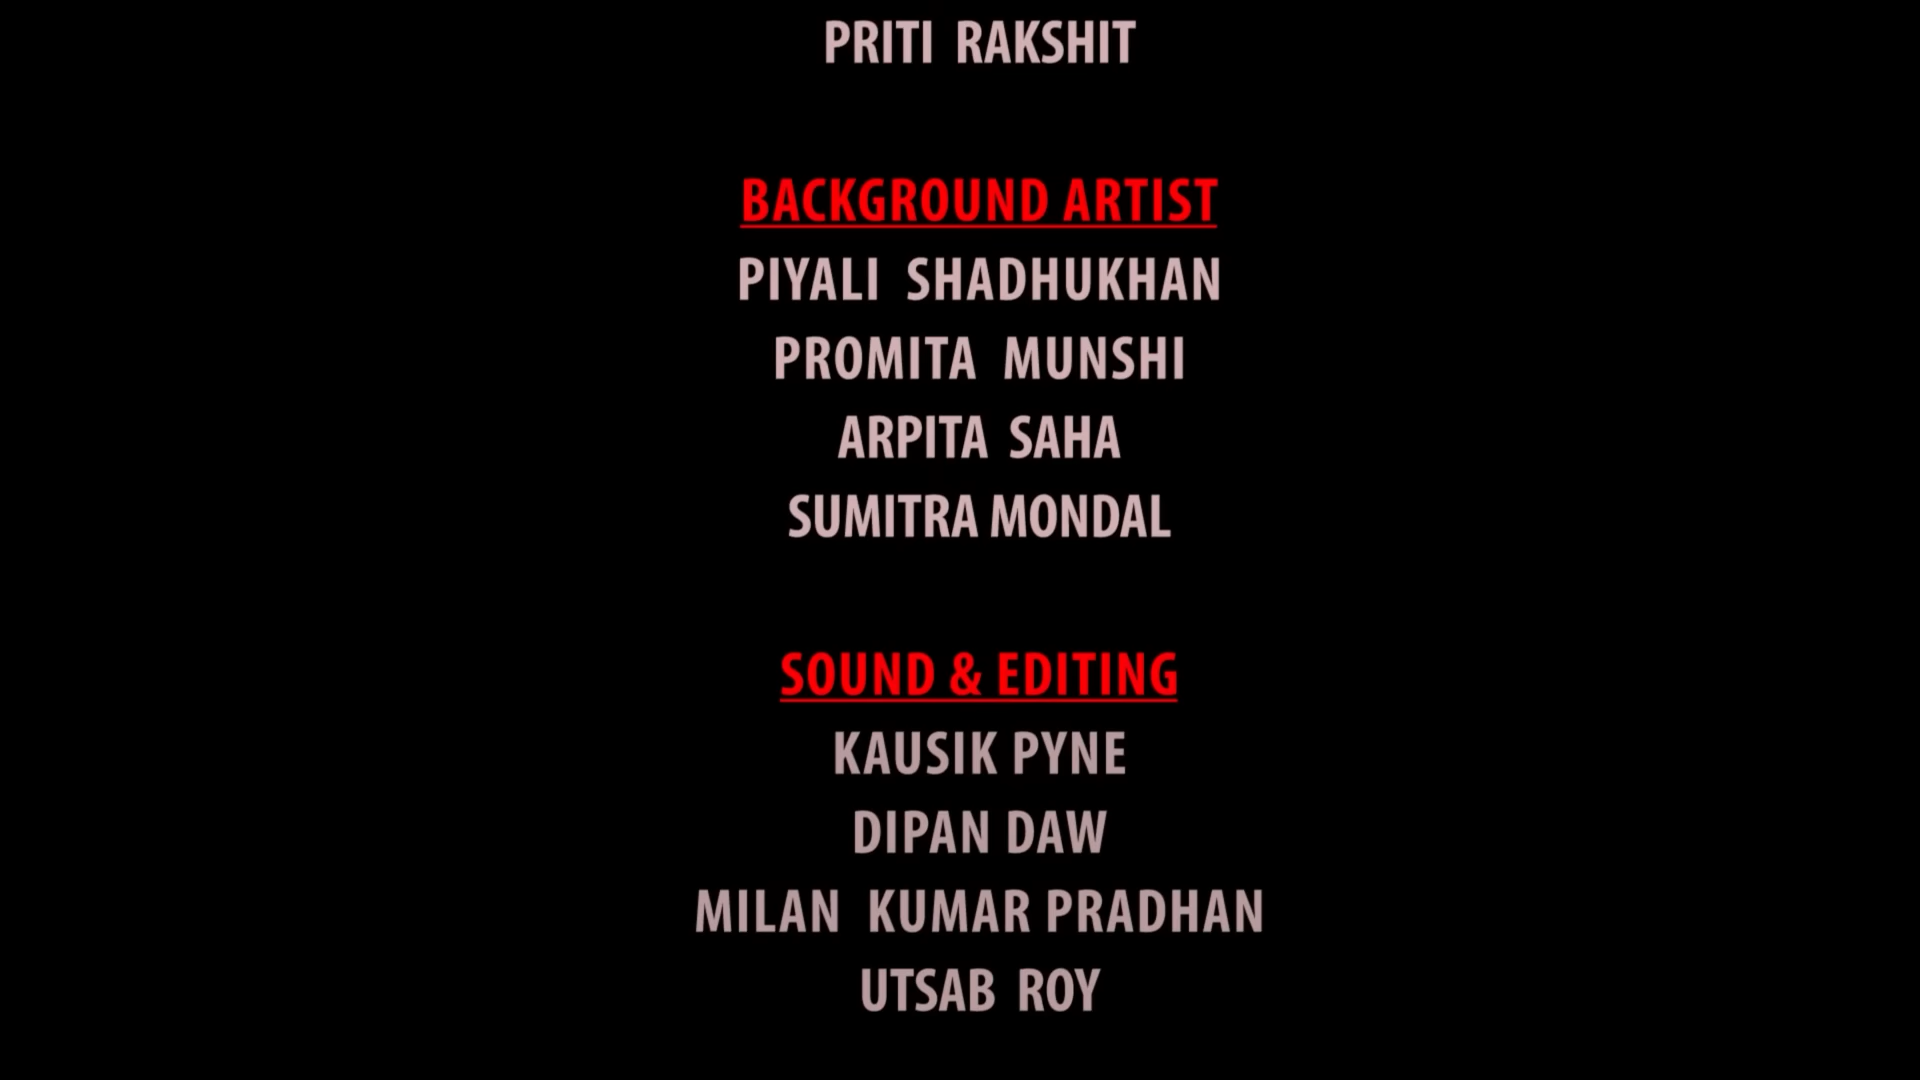 PRITI RAKSHIT
BACKGROUND ARTIST
PIYALI SHADHUKHAN
PROMITA MUNSHI
ARPITA SAHA
SUMITRA MONDAL
SOUND & EDITING
KAUSIK PYNE
DIPAN DAW
MILAN KUMAR PRADHAN
UTSAB ROY